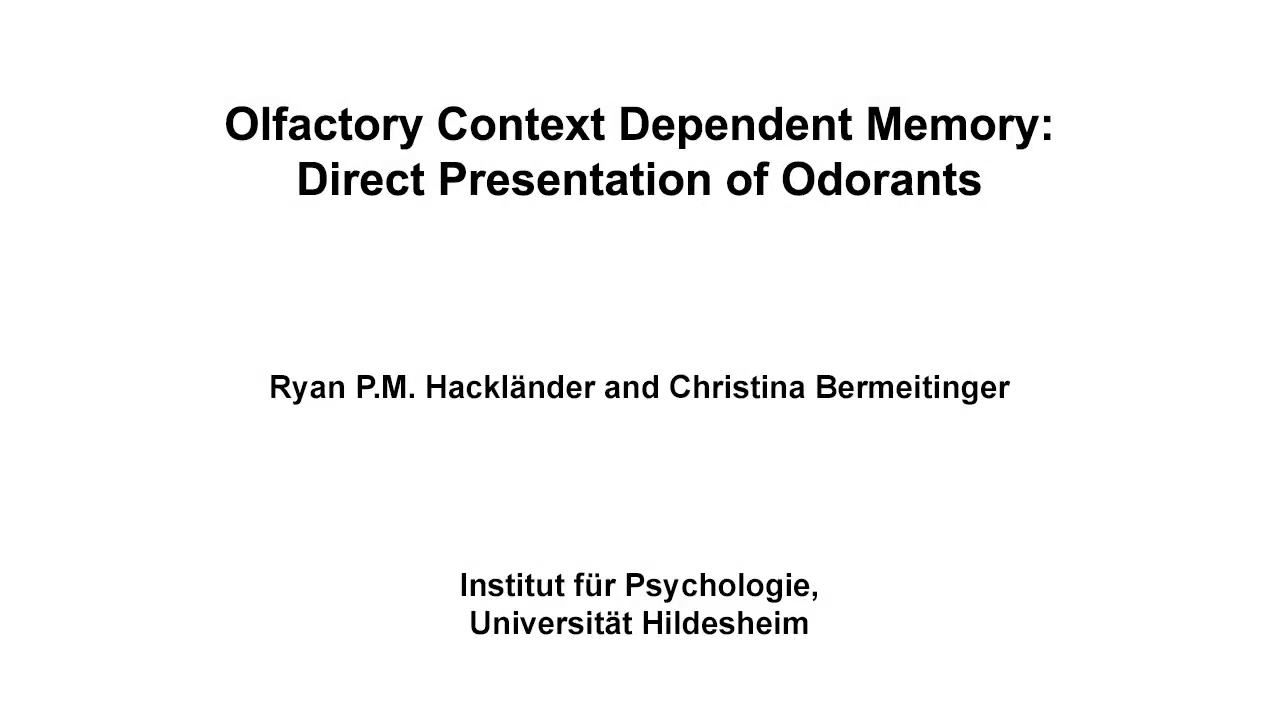 Olfactory Context Dependent Memory:
Direct Presentation of Odorants
Ryan P.M. Hackländer and Christina Bermeitinger
Institut für Psychologie,
Universität Hildesheim